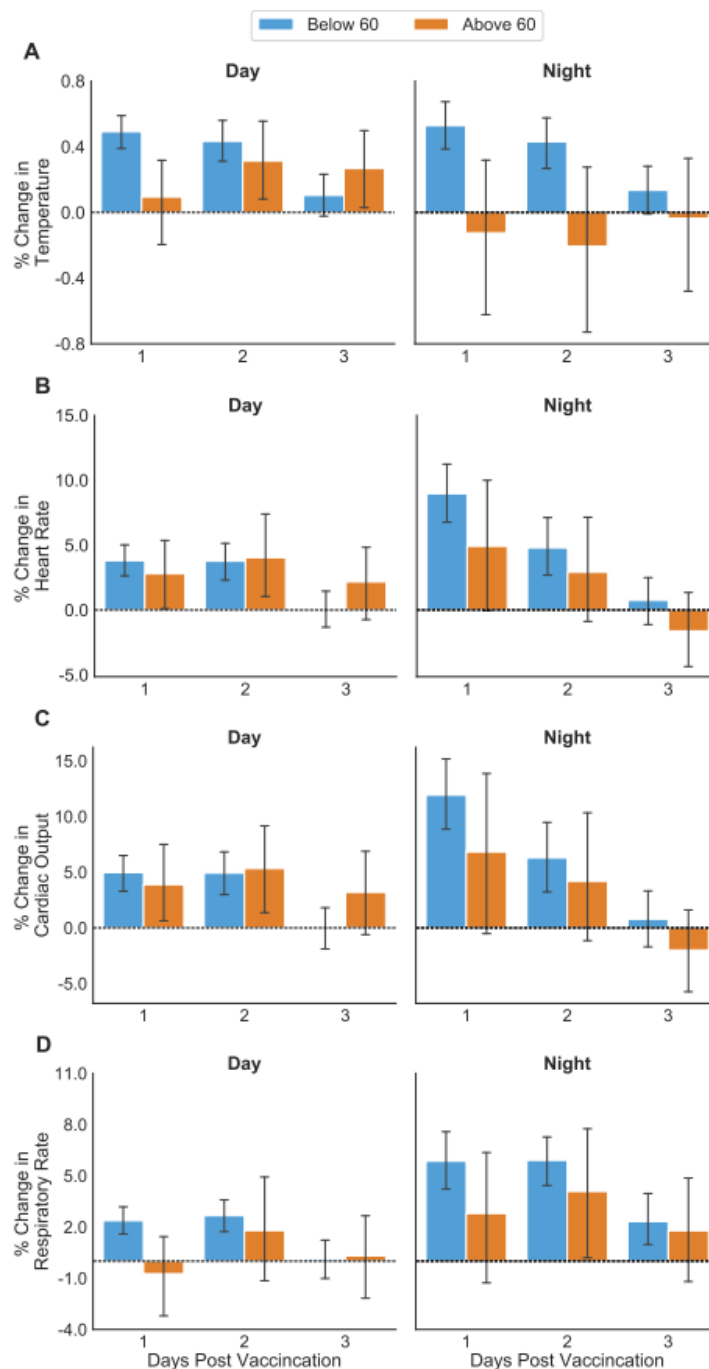 Below 60 Above 60
A
Day Night
% Change in
Temperature
0.8
0.4
0.0
-0.4
-0.8
1 2 3 1 2 3
B
Day Night
% Change in
Heart Rate
15.0
10.0
5.0
0.0
-5.0
1 2 3 1 2 3
C
Day Night
% Change in
Cardiac Output
15.0
10.0
5.0
0.0
-5.0
1 2 3 1 2 3
D
Day Night
% Change in
Respiratory Rate
11.0
8.0
5.0
2.0
-1.0
-4.0
1 2 3 1 2 3
Days Post Vaccincation Days Post Vaccincation